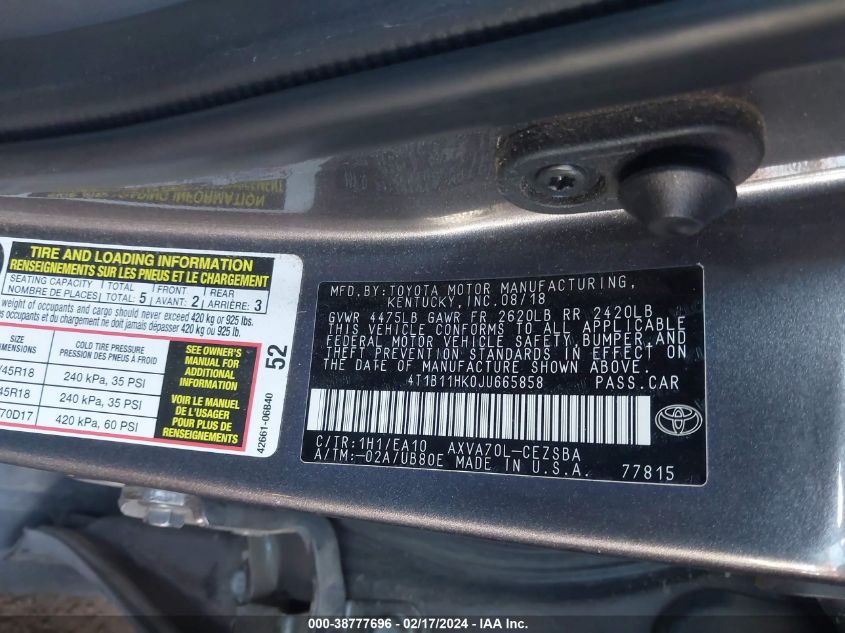 TIRE AND LOADING INFORMATION
RENSEIGNEMENTS SUR LES PNEUS ET LE CHARGEMENT
SEATING CAPACITY TOTAL FRONT REAR
NOMBRE DE PLACES TOTAL: 5 AVANT: 2 ARRIÈRE: 3
weight of occupants and cargo should never exceed 420 kg or 925 lbs.
des occupants et du chargement ne doit jamais dépasser 420 kg ou 925 lb.
COLD TIRE PRESSURE
PRESSION DES PNEUS À FROID
/45R18 240 kPa, 35 PSI
45R18 240 kPa, 35 PSI
70D17 420 kPa, 60 PSI
SEE OWNER'S
MANUAL FOR
ADDITIONAL
INFORMATION
VOIR LE MANUEL
DE L'USAGER
POUR PLUS DE
RENSEIGNEMENTS
52
42661-06B40
MFD.BY:TOYOTA MOTOR MANUFACTURING,
KENTUCKY,INC.08/18
GVWR 4475LB GAWR FR 2620LB RR 2420LB
THIS VEHICLE CONFORMS TO ALL APPLICABLE
FEDERAL MOTOR VEHICLE SAFETY,BUMPER,AND
THEFT PREVENTION STANDARDS IN EFFECT ON
THE DATE OF MANUFACTURE SHOWN ABOVE.
4T1B11HK0JU665858 PASS.CAR
C/TR:1H1/EA10 AXVA70L-CEZSBA
A/TM:-02A/UB80E MADE IN U.S.A. 77815
000-38777696 - 02/17/2024 - IAAI.com